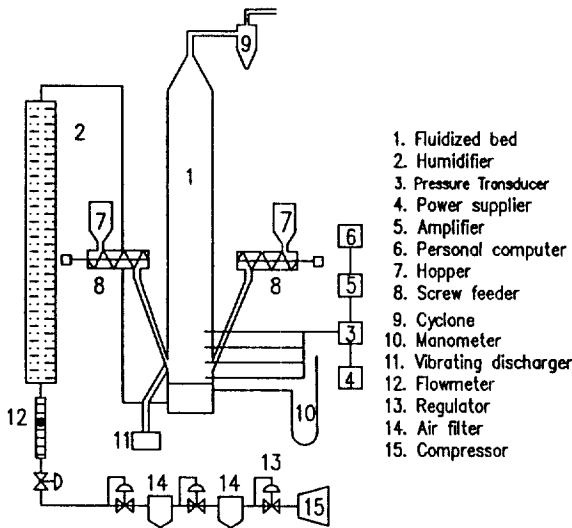 9
2
1
7
7
8
8
6
5
3
4
12
10
11
14
14
13
15
1. Fluidized bed
2. Humidifier
3. Pressure Transducer
4. Power supplier
5. Amplifier
6. Personal computer
7. Hopper
8. Screw feeder
9. Cyclone
10. Manometer
11. Vibrating discharger
12. Flowmeter
13. Regulator
14. Air filter
15. Compressor